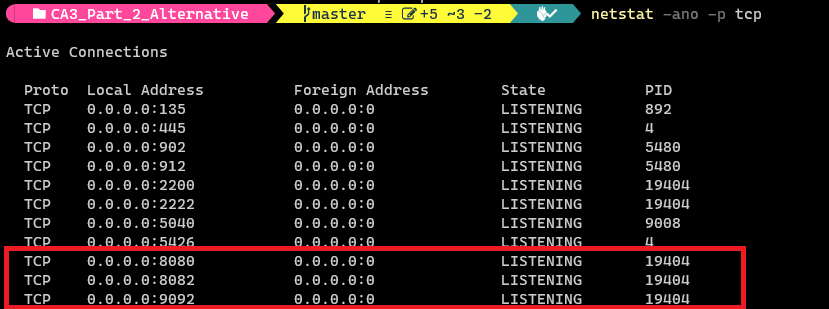 CA3_Part_2_Alternative master ≡ +5 ~3 -2 netstat -ano -p tcp
Active Connections
Proto Local Address Foreign Address State PID
TCP 0.0.0.0:135 0.0.0.0:0 LISTENING 892
TCP 0.0.0.0:445 0.0.0.0:0 LISTENING 4
TCP 0.0.0.0:902 0.0.0.0:0 LISTENING 5480
TCP 0.0.0.0:912 0.0.0.0:0 LISTENING 5480
TCP 0.0.0.0:2200 0.0.0.0:0 LISTENING 19404
TCP 0.0.0.0:2222 0.0.0.0:0 LISTENING 19404
TCP 0.0.0.0:5040 0.0.0.0:0 LISTENING 9008
TCP 0.0.0.0:5426 0.0.0.0:0 LISTENING 4
TCP 0.0.0.0:8080 0.0.0.0:0 LISTENING 19404
TCP 0.0.0.0:8082 0.0.0.0:0 LISTENING 19404
TCP 0.0.0.0:9092 0.0.0.0:0 LISTENING 19404